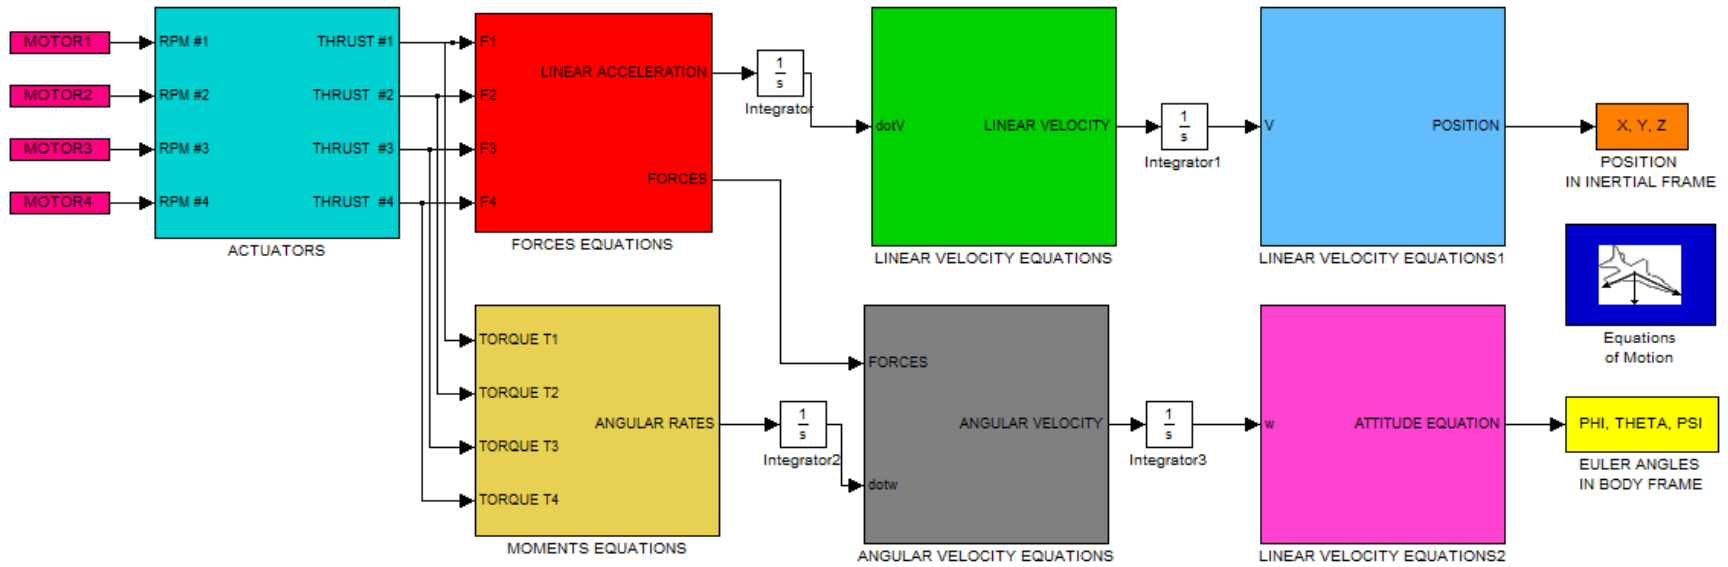 MOTOR1
MOTOR2
MOTOR3
MOTOR4
RPM #1
RPM #2
RPM #3
RPM #4
THRUST #1
THRUST #2
THRUST #3
THRUST #4
ACTUATORS
F1
F2
F3
F4
LINEAR ACCELERATION
FORCES
FORCES EQUATIONS
1
s
Integrator
dotV
LINEAR VELOCITY
LINEAR VELOCITY EQUATIONS
1
s
Integrator1
V
POSITION
LINEAR VELOCITY EQUATIONS1
X, Y, Z
POSITION
IN INERTIAL FRAME
Equations
of Motion
TORQUE T1
TORQUE T2
TORQUE T3
TORQUE T4
ANGULAR RATES
MOMENTS EQUATIONS
1
s
Integrator2
FORCES
dotw
ANGULAR VELOCITY
ANGULAR VELOCITY EQUATIONS
1
s
Integrator3
w
ATTITUDE EQUATION
LINEAR VELOCITY EQUATIONS2
PHI, THETA, PSI
EULER ANGLES
IN BODY FRAME